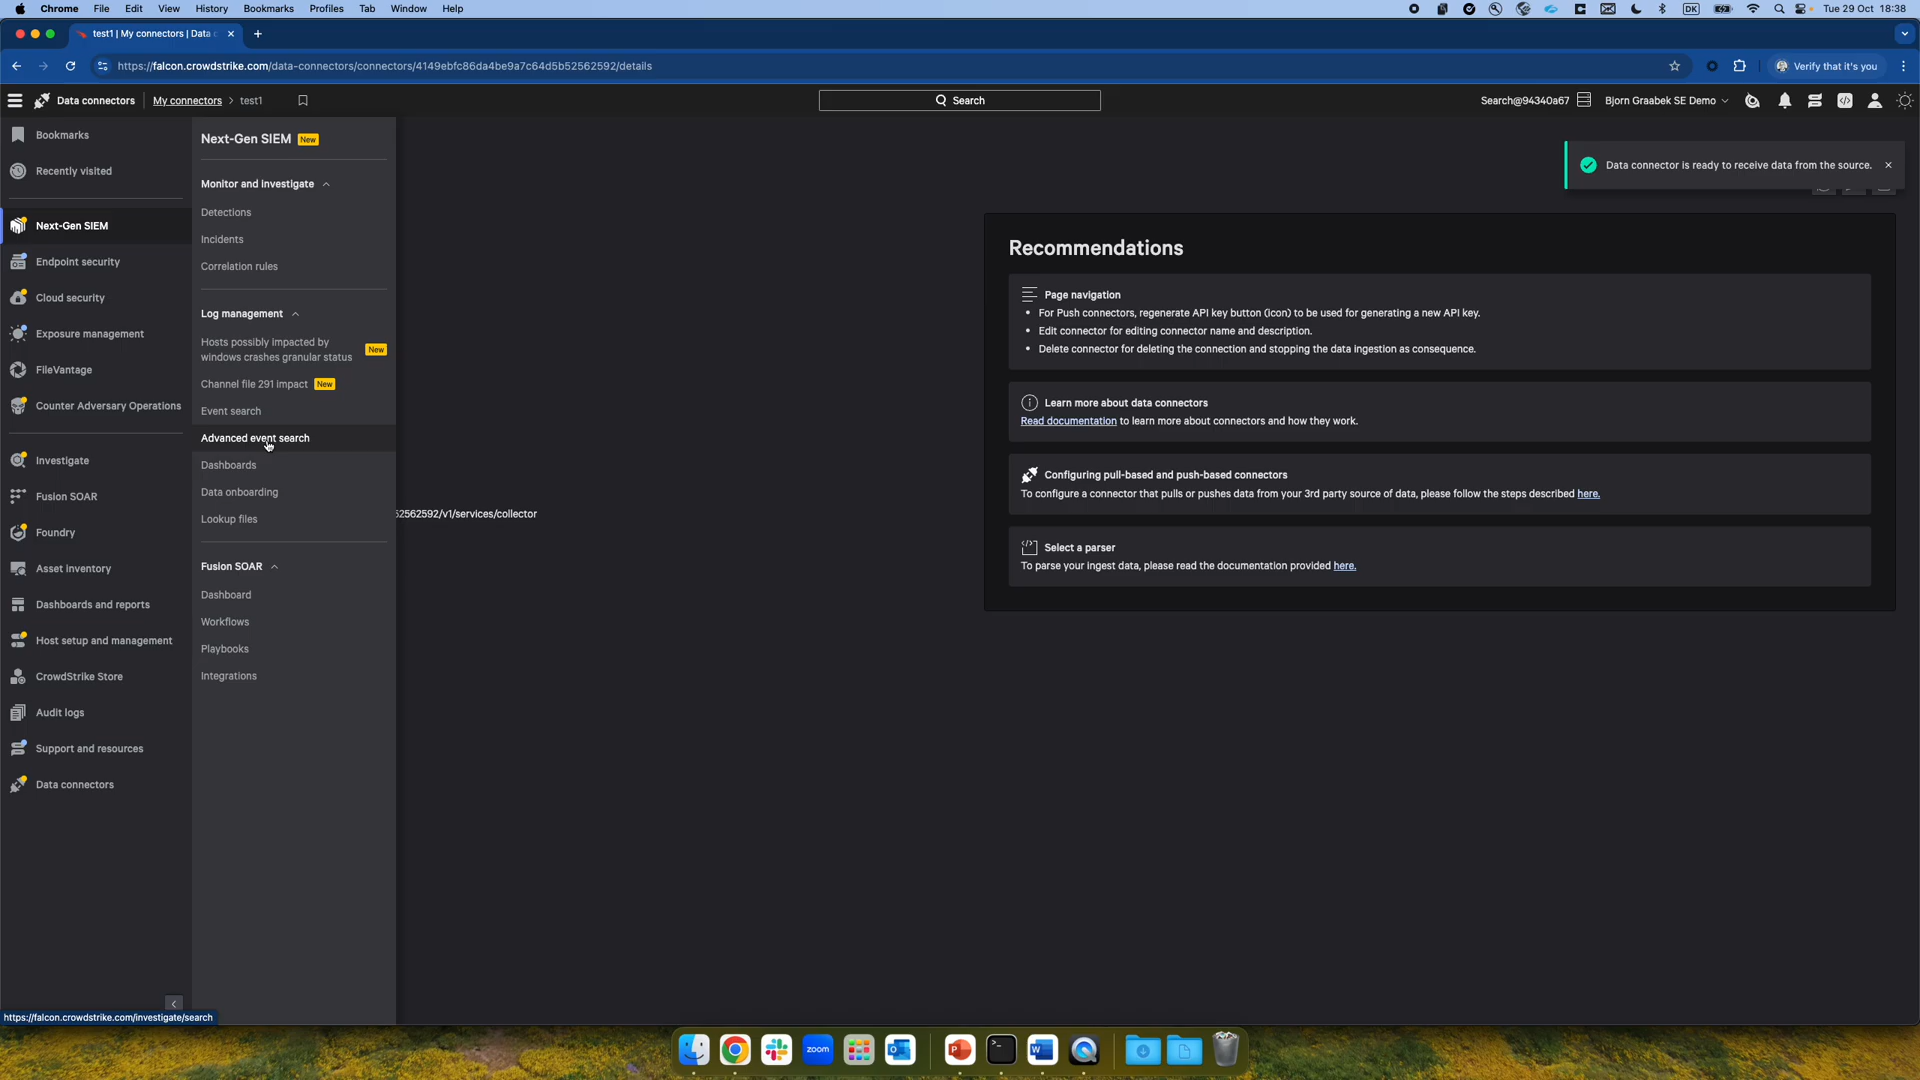 Chrome File Edit View History Bookmarks Profiles Tab Window Help
DK Tue 29 Oct 18:38
test1 | My connectors | Data c
https://falcon.crowdstrike.com/data-connectors/connectors/4149ebfc86da4be9a7c64d5b52562592/details
Verify that it's you
Data connectors My connectors > test1
Search
Search@94340a67 Bjorn Graabek SE Demo
Bookmarks
Recently visited
Next-Gen SIEM
Endpoint security
Cloud security
Exposure management
FileVantage
Counter Adversary Operations
Investigate
Fusion SOAR
Foundry
Asset inventory
Dashboards and reports
Host setup and management
CrowdStrike Store
Audit logs
Support and resources
Data connectors
Next-Gen SIEM New
Monitor and investigate
Detections
Incidents
Correlation rules
Log management
Hosts possibly impacted by
windows crashes granular status New
Channel file 291 impact New
Event search
Advanced event search
Dashboards
Data onboarding
Lookup files
Fusion SOAR
Dashboard
Workflows
Playbooks
Integrations
52562592/v1/services/collector
Data connector is ready to receive data from the source.
Recommendations
Page navigation
• For Push connectors, regenerate API key button (icon) to be used for generating a new API key.
• Edit connector for editing connector name and description.
• Delete connector for deleting the connection and stopping the data ingestion as consequence.
Learn more about data connectors
Read documentation to learn more about connectors and how they work.
Configuring pull-based and push-based connectors
To configure a connector that pulls or pushes data from your 3rd party source of data, please follow the steps described here.
Select a parser
To parse your ingest data, please read the documentation provided here.
https://falcon.crowdstrike.com/investigate/search
zoom